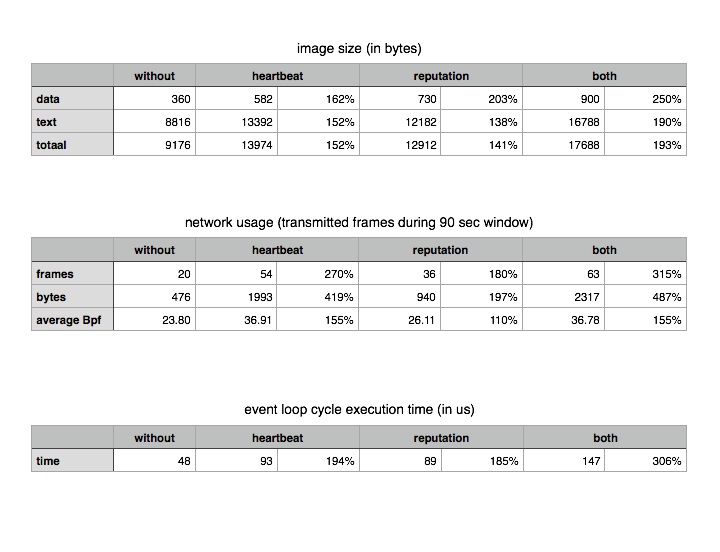 image size (in bytes)
without heartbeat reputation both
data 360 582 162% 730 203% 900 250%
text 8816 13392 152% 12182 138% 16788 190%
totaal 9176 13974 152% 12912 141% 17688 193%
network usage (transmitted frames during 90 sec window)
without heartbeat reputation both
frames 20 54 270% 36 180% 63 315%
bytes 476 1993 419% 940 197% 2317 487%
average Bpf 23.80 36.91 155% 26.11 110% 36.78 155%
event loop cycle execution time (in us)
without heartbeat reputation both
time 48 93 194% 89 185% 147 306%